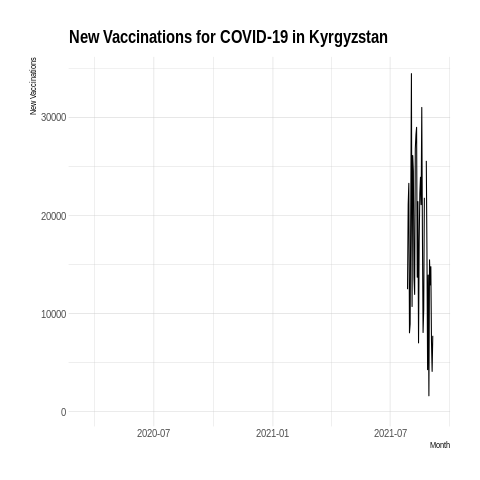 New Vaccinations for COVID-19 in Kyrgyzstan
New Vaccinations
30000
20000
10000
0
2020-07
2021-01
2021-07
Month